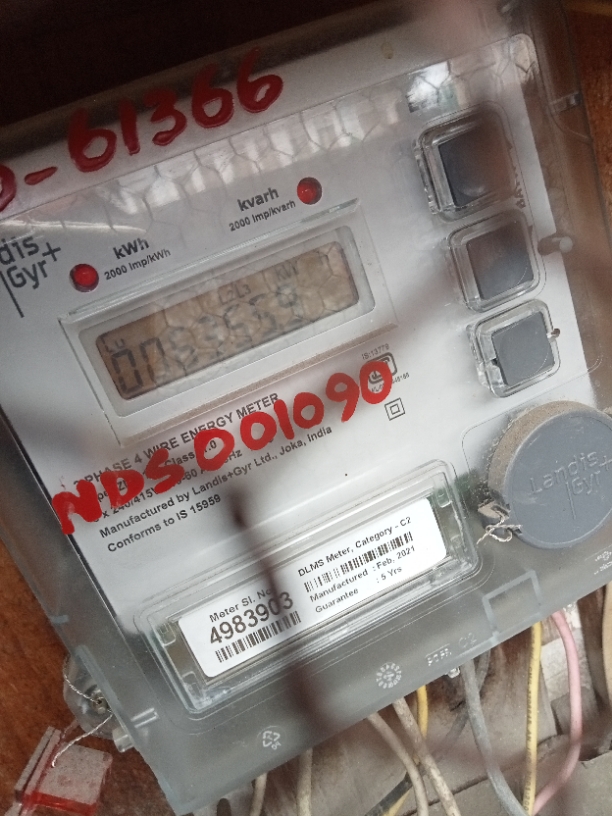 -61366
dis
Gyr+
kWh
2000 Imp/kWh
kvarh
2000 Imp/kvarh
3 PHASE 4 WIRE ENERGY METER
NDS001090
Manufactured by Landis+Gyr Ltd., Joka, India
Conforms to IS 15959
Landis
Gyr
Meter Sl. No.
4983903
DLMS Meter, Category - C2
Manufactured : Feb, 2021
Guarantee : 5 Yrs